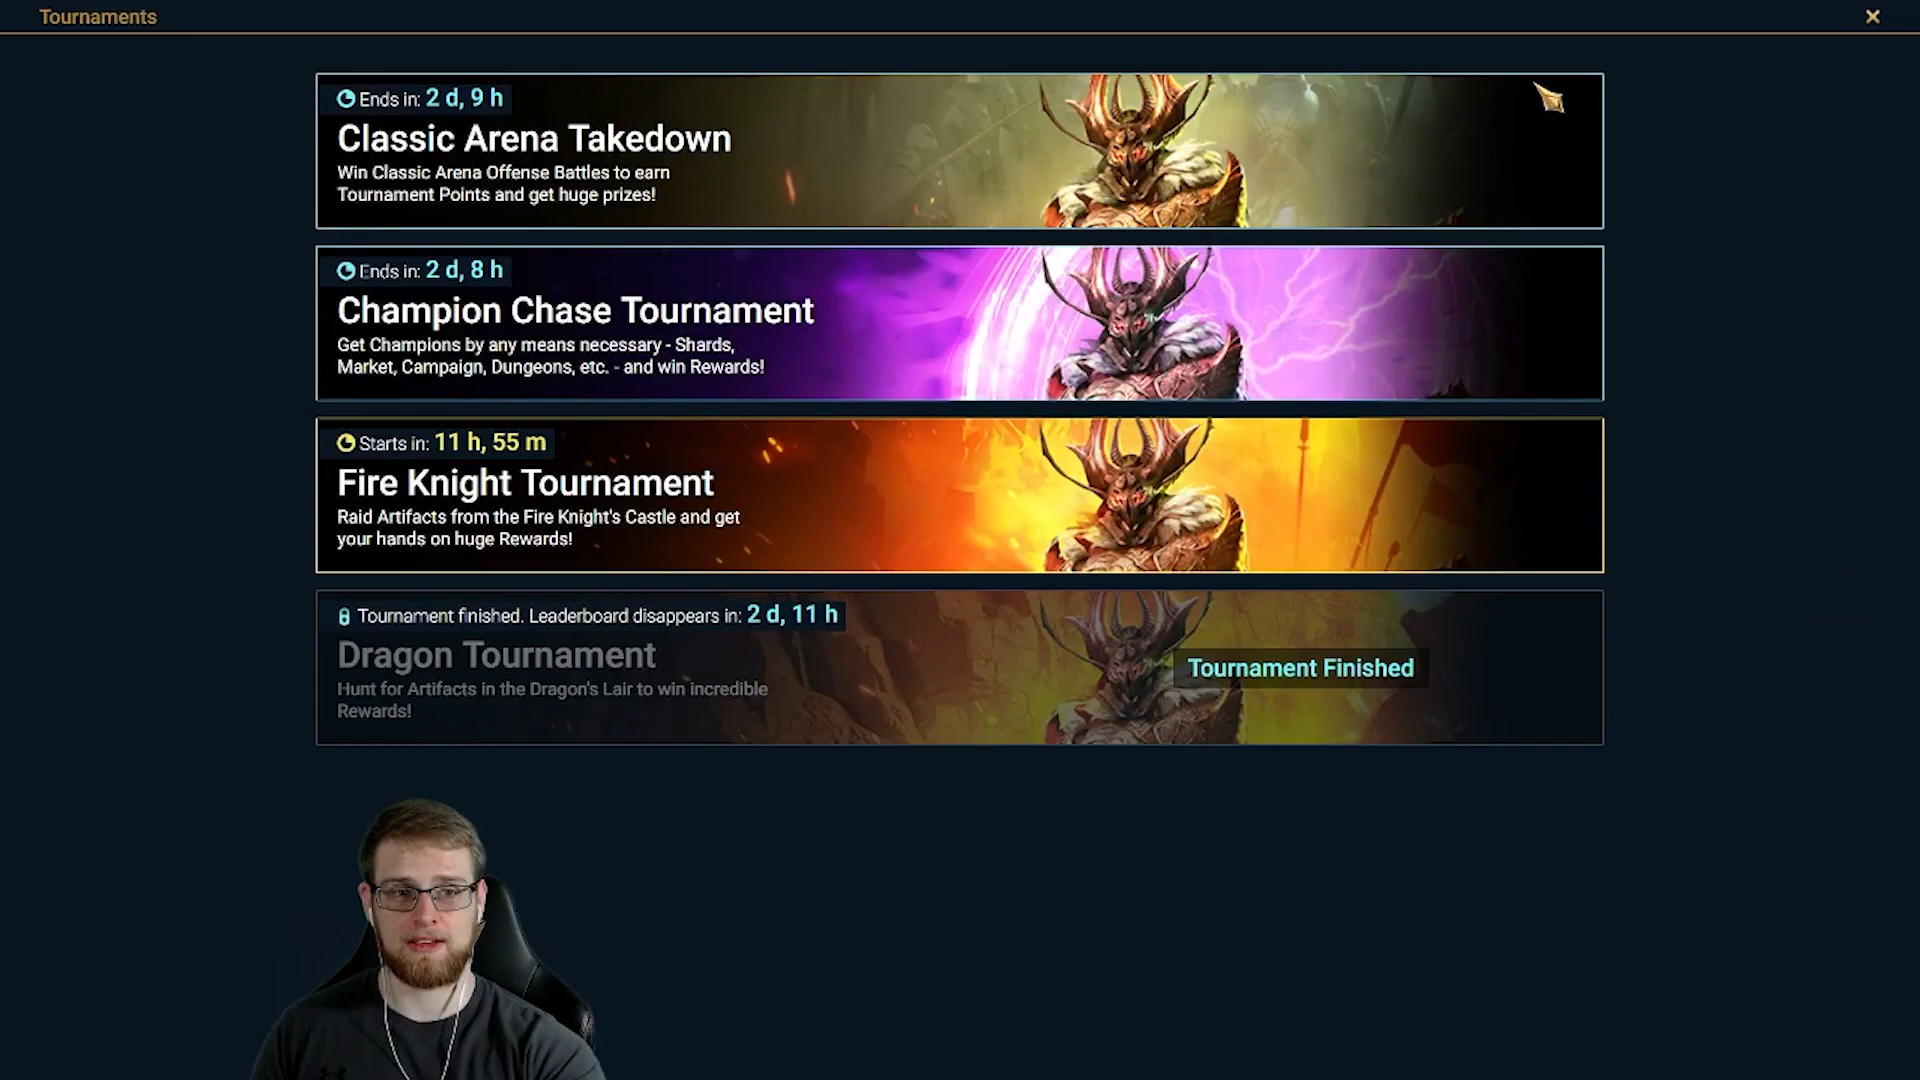 Tournaments
Ends in: 2 d, 9 h
Classic Arena Takedown
Win Classic Arena Offense Battles to earn
Tournament Points and get huge prizes!
Ends in: 2 d, 8 h
Champion Chase Tournament
Get Champions by any means necessary - Shards,
Market, Campaign, Dungeons, etc. - and win Rewards!
Starts in: 11 h, 55 m
Fire Knight Tournament
Raid Artifacts from the Fire Knight's Castle and get
your hands on huge Rewards!
Tournament finished. Leaderboard disappears in: 2 d, 11 h
Dragon Tournament
Tournament Finished
Hunt for Artifacts in the Dragon's Lair to win incredible
Rewards!